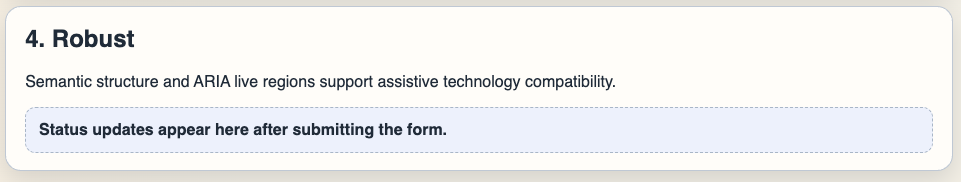 4. Robust
Semantic structure and ARIA live regions support assistive technology compatibility.
Status updates appear here after submitting the form.